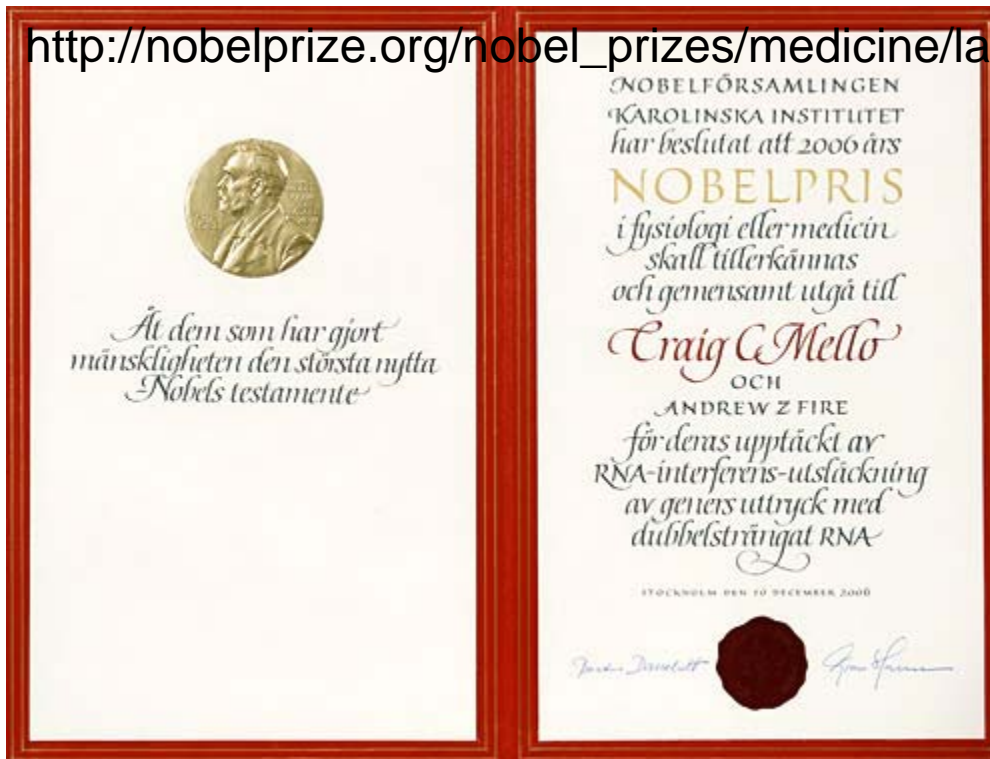 http://nobelprize.org/nobel_prizes/medicine/la
Åt dem som har gjort
mänskligheten den största nytta
Nobels testamente
NOBELFÖRSAMLINGEN
KAROLINSKA INSTITUTET
har beslutat att 2006 års
NOBELPRIS
i fysiologi eller medicin
skall tillerkännas
och gemensamt utgå till
Craig C Mello
OCH
ANDREW Z FIRE
för deras upptäckt av
RNA-interferens-utsläckning
av geners uttryck med
dubbelsträngat RNA
STOCKHOLM DEN 10 DECEMBER 2006